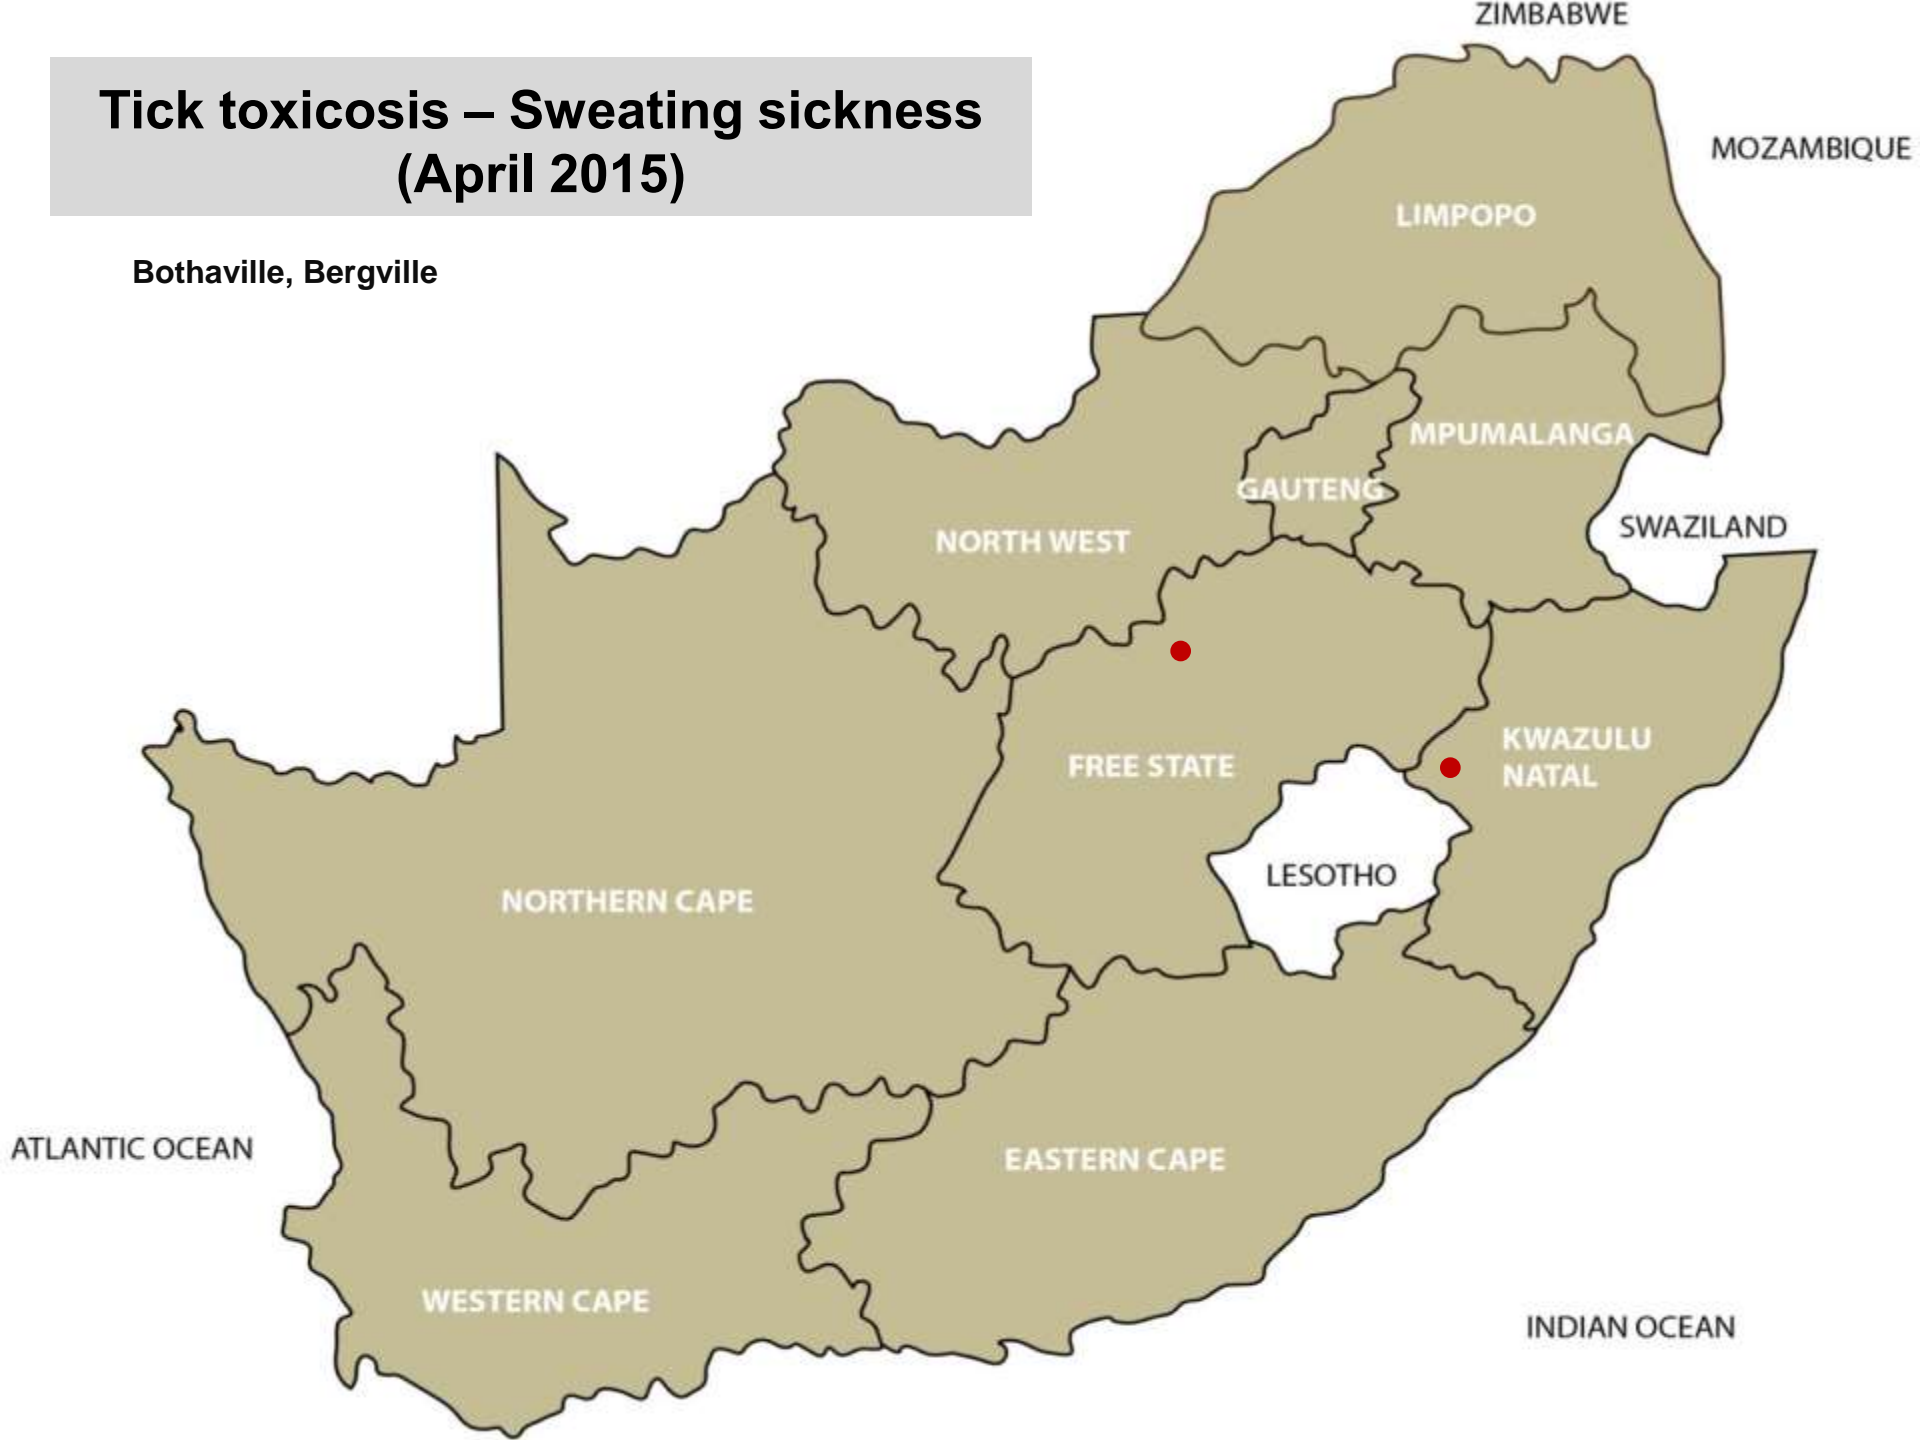 ZIMBABWE
Tick toxicosis – Sweating sickness
(April 2015)
MOZAMBIQUE
LIMPOPO
Bothaville, Bergville
MPUMALANGA
GAUTENG
SWAZILAND
NORTH WEST
KWAZULU
NATAL
FREE STATE
LESOTHO
NORTHERN CAPE
ATLANTIC OCEAN
EASTERN CAPE
WESTERN CAPE
INDIAN OCEAN